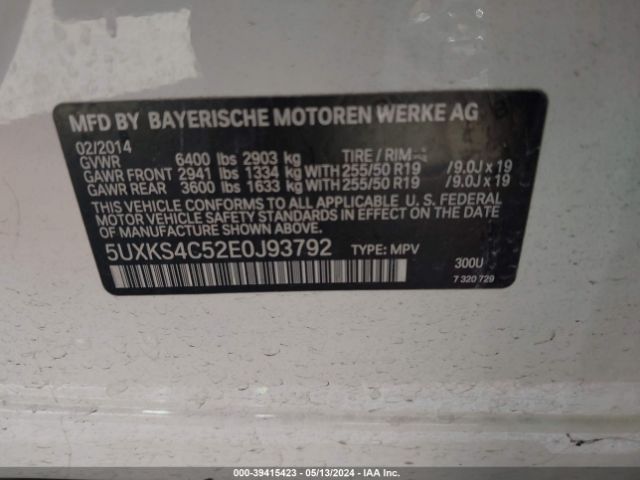 MFD BY BAYERISCHE MOTOREN WERKE AG
02/2014
GVWR 6400 lbs 2903 kg TIRE / RIM
GAWR FRONT 2941 lbs 1334 kg WITH 255/50 R19 / 9.0J x 19
GAWR REAR 3600 lbs 1633 kg WITH 255/50 R19 / 9.0J x 19
THIS VEHICLE CONFORMS TO ALL APPLICABLE U. S. FEDERAL
MOTOR VEHICLE SAFETY STANDARDS IN EFFECT ON THE DATE
OF MANUFACTURE
5UXKS4C52E0J93792 TYPE: MPV
300U
7 320 729
000-39415423 - 05/13/2024 - IAA Inc.